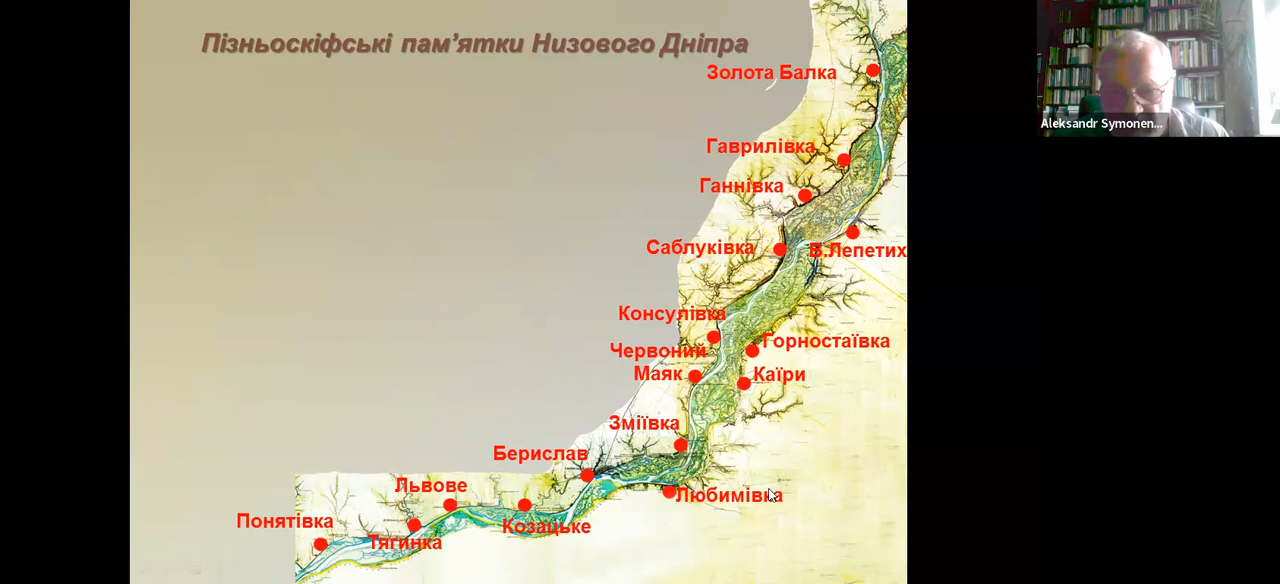 Пізньоскіфські пам’ятки Низового Дніпра
Золота Балка
Гаврилівка
Ганнівка
Саблуківка
Б.Лепетих
Консулівка
Горностаївка
Червоний
Маяк
Каїри
Зміївка
Берислав
Любимівка
Львове
Козацьке
Понятівка
Тягинка
Aleksandr Symonen...